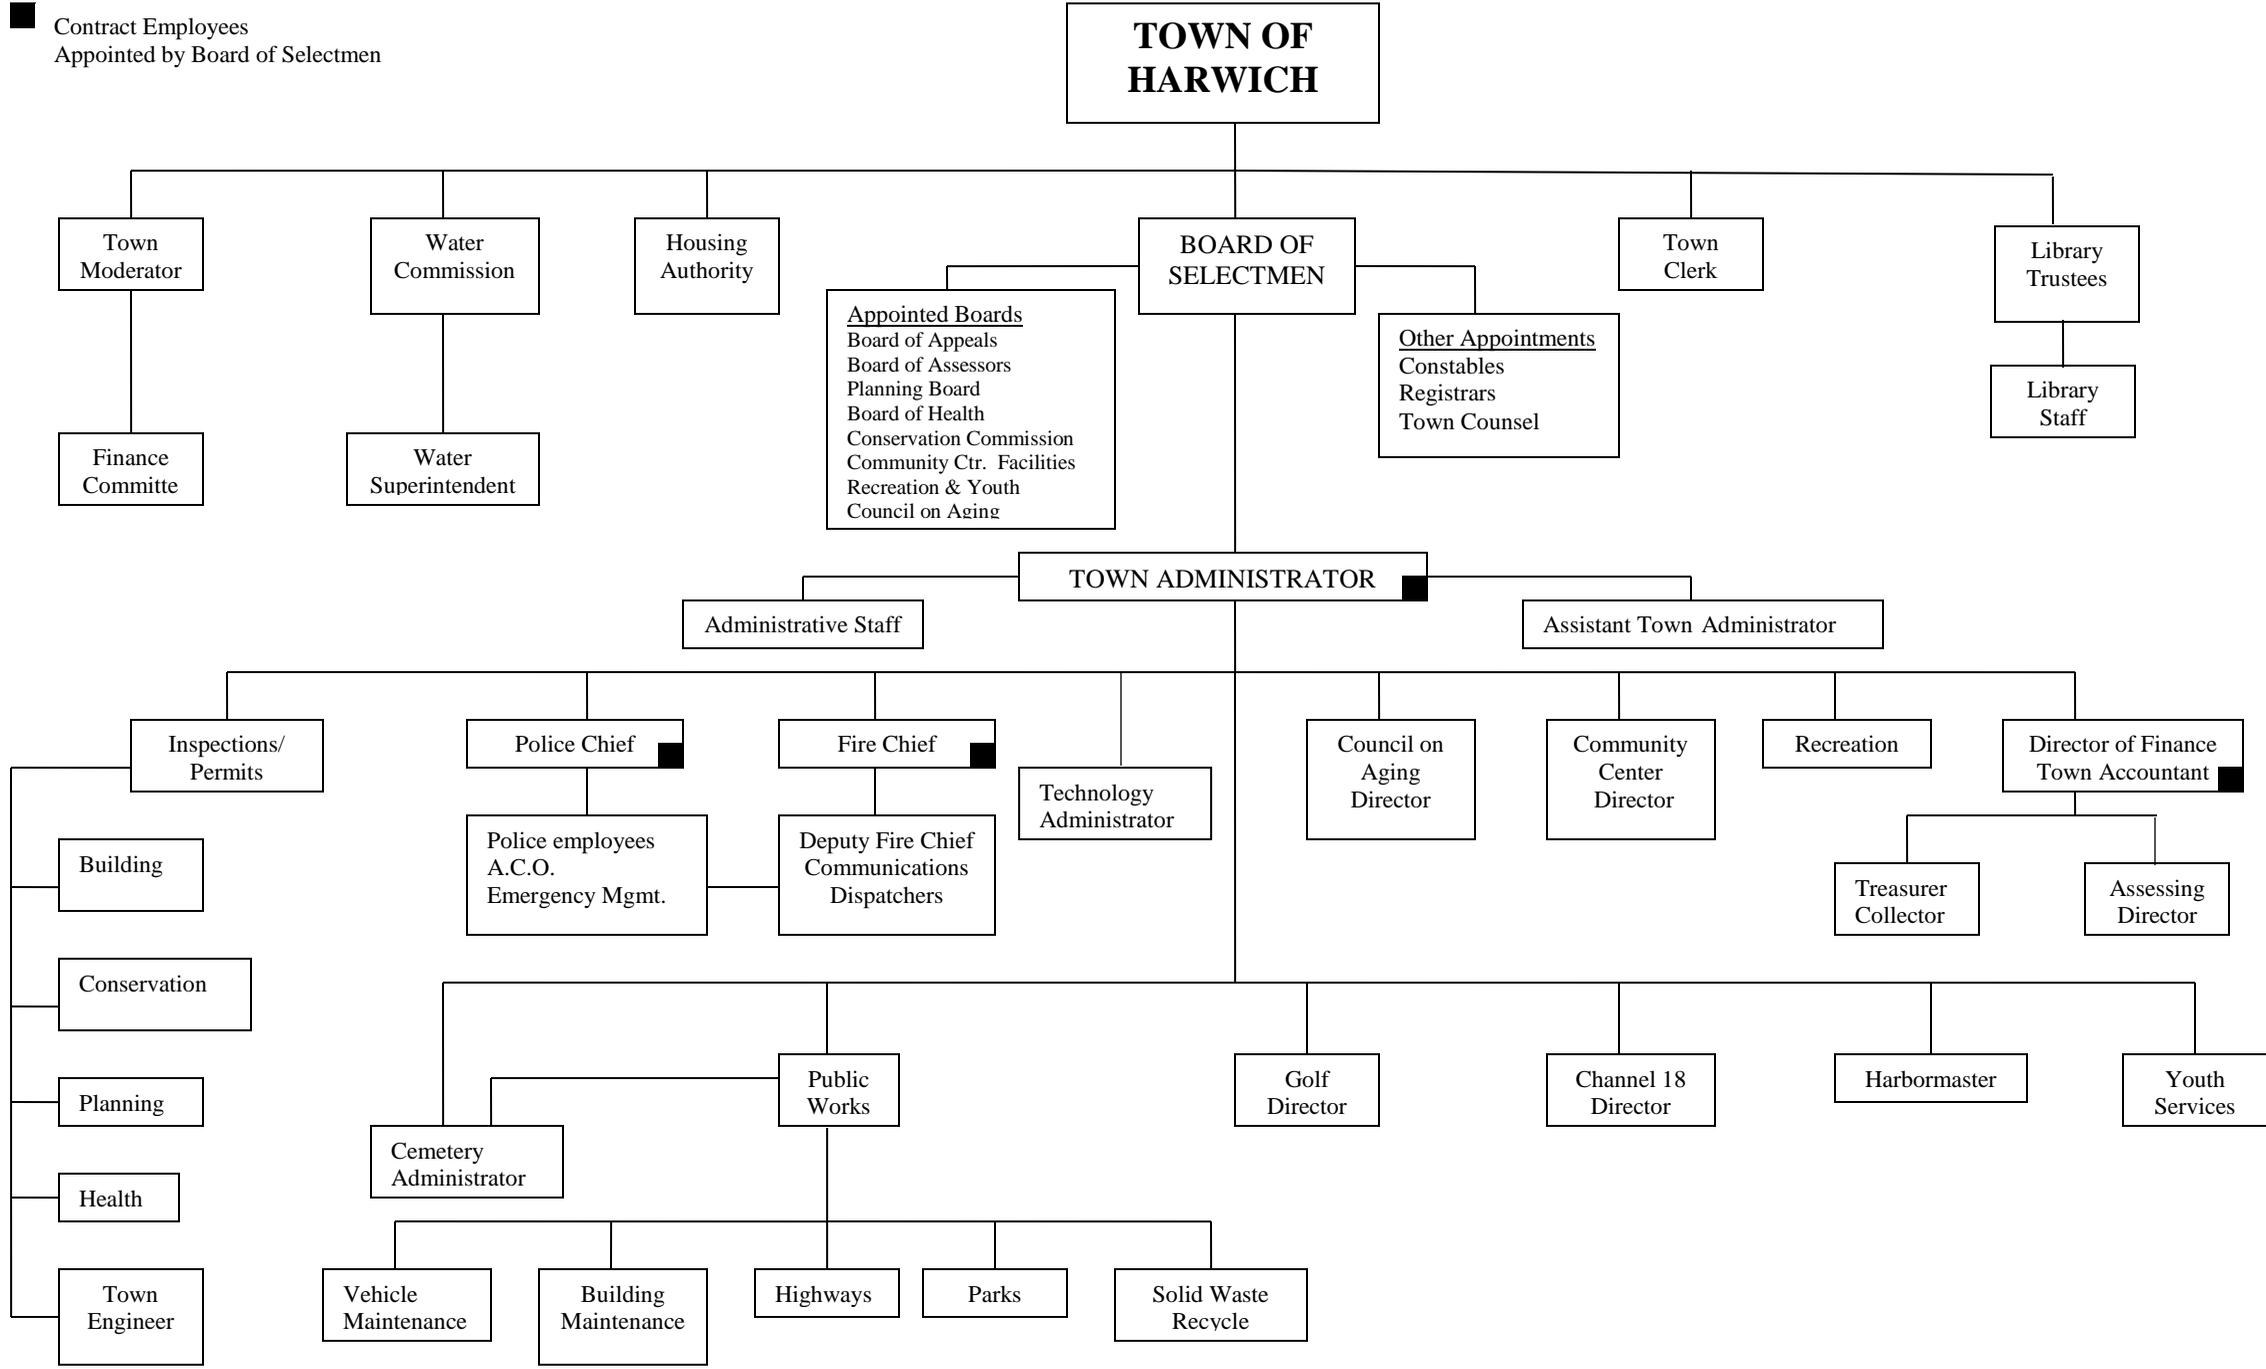 Contract Employees
Appointed by Board of Selectmen
TOWN OF
HARWICH
Town
Moderator
Water
Commission
Housing
Authority
BOARD OF
SELECTMEN
Town
Clerk
Library
Trustees
Appointed Boards
Board of Appeals
Board of Assessors
Planning Board
Board of Health
Conservation Commission
Community Ctr. Facilities
Recreation & Youth
Council on Aging
Other Appointments
Constables
Registrars
Town Counsel
Library
Staff
Finance
Committe
Water
Superintendent
TOWN ADMINISTRATOR
Administrative Staff
Assistant Town Administrator
Inspections/
Permits
Police Chief
Fire Chief
Technology
Administrator
Council on
Aging
Director
Community
Center
Director
Recreation
Director of Finance
Town Accountant
Police employees
A.C.O.
Emergency Mgmt.
Deputy Fire Chief
Communications
Dispatchers
Treasurer
Collector
Assessing
Director
Building
Conservation
Planning
Health
Town
Engineer
Public
Works
Cemetery
Administrator
Golf
Director
Channel 18
Director
Harbormaster
Youth
Services
Vehicle
Maintenance
Building
Maintenance
Highways
Parks
Solid Waste
Recycle